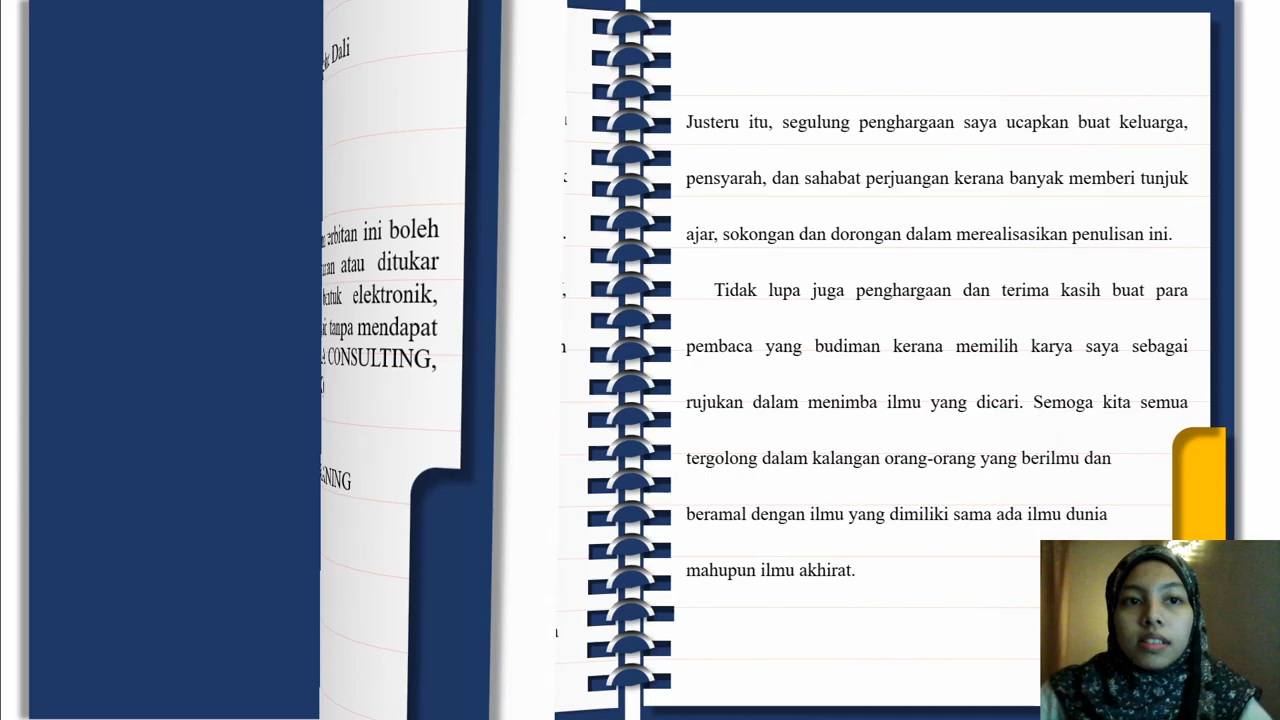 Dali
erbitan ini boleh
atau ditukar
elektronik,
tanpa mendapat
CONSULTING,
Justeru itu, segulung penghargaan saya ucapkan buat keluarga,
pensyarah, dan sahabat perjuangan kerana banyak memberi tunjuk
ajar, sokongan dan dorongan dalam merealisasikan penulisan ini.
Tidak lupa juga penghargaan dan terima kasih buat para
pembaca yang budiman kerana memilih karya saya sebagai
rujukan dalam menimba ilmu yang dicari. Semoga kita semua
tergolong dalam kalangan orang-orang yang berilmu dan
beramal dengan ilmu yang dimiliki sama ada ilmu dunia
mahupun ilmu akhirat.